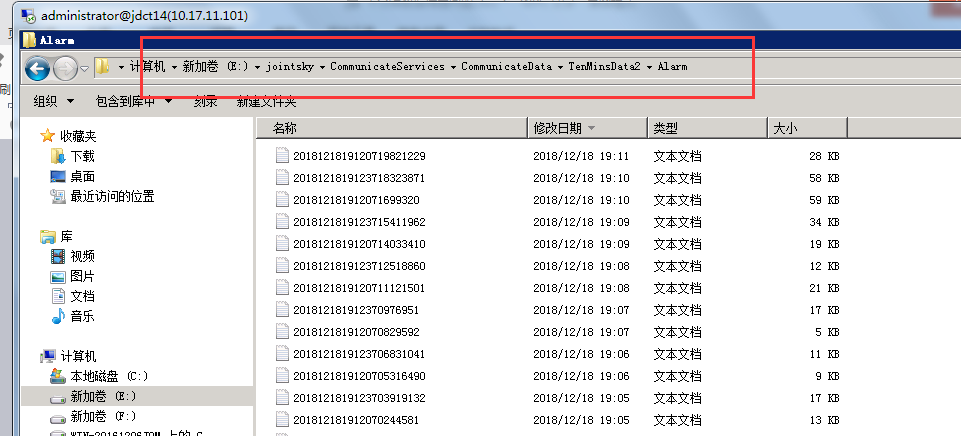 administrator@jdct14(10.17.11.101)
Alarm
计算机 新加卷 (E:) jointsky CommunicateServices CommunicateData TenMinsData2 Alarm
组织 包含到库中 刻录 新建文件夹
名称 修改日期 类型 大小
收藏夹
下载
桌面
最近访问的位置
库
视频
图片
文档
音乐
计算机
本地磁盘 (C:)
新加卷 (E:)
新加卷 (F:)
2018121819120719821229 2018/12/18 19:11 文本文档 28 KB
2018121819123718323871 2018/12/18 19:10 文本文档 58 KB
201812181912071699320 2018/12/18 19:10 文本文档 59 KB
2018121819123715411962 2018/12/18 19:09 文本文档 34 KB
2018121819120714033410 2018/12/18 19:09 文本文档 19 KB
2018121819123712518860 2018/12/18 19:08 文本文档 12 KB
2018121819120711121501 2018/12/18 19:08 文本文档 21 KB
201812181912370976951 2018/12/18 19:07 文本文档 17 KB
201812181912070829592 2018/12/18 19:07 文本文档 5 KB
2018121819123706831041 2018/12/18 19:06 文本文档 11 KB
2018121819120705316490 2018/12/18 19:06 文本文档 9 KB
2018121819123703919132 2018/12/18 19:05 文本文档 17 KB
201812181912070244581 2018/12/18 19:05 文本文档 13 KB